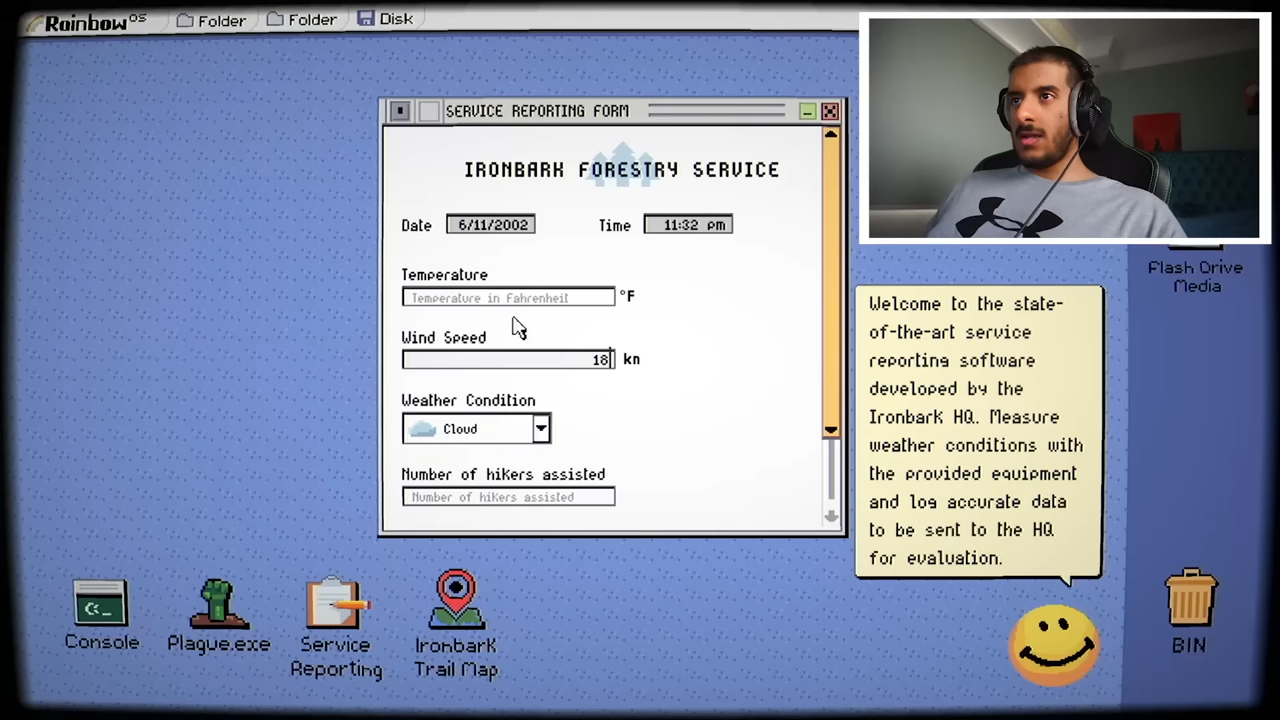 Rainbow OS
Folder
Folder
Disk
SERVICE REPORTING FORM
IRONBARK FORESTRY SERVICE
Date 6/11/2002 Time 11:32 pm
Temperature
Temperature in Fahrenheit °F
Wind Speed
18 kn
Weather Condition
Cloud
Number of hikers assisted
Number of hikers assisted
Flash Drive
Media
Welcome to the state-
of-the-art service
reporting software
developed by the
Ironbark HQ. Measure
weather conditions with
the provided equipment
and log accurate data
to be sent to the HQ
for evaluation.
Console
Plague.exe
Service
Reporting
Ironbark
Trail Map
BIN